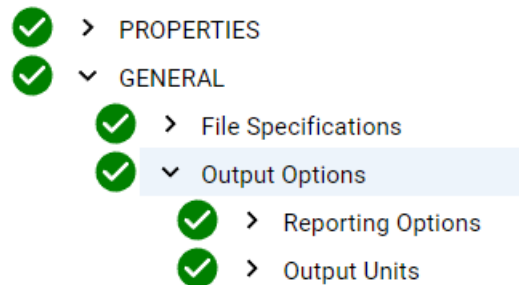 PROPERTIES
GENERAL
File Specifications
Output Options
Reporting Options
Output Units